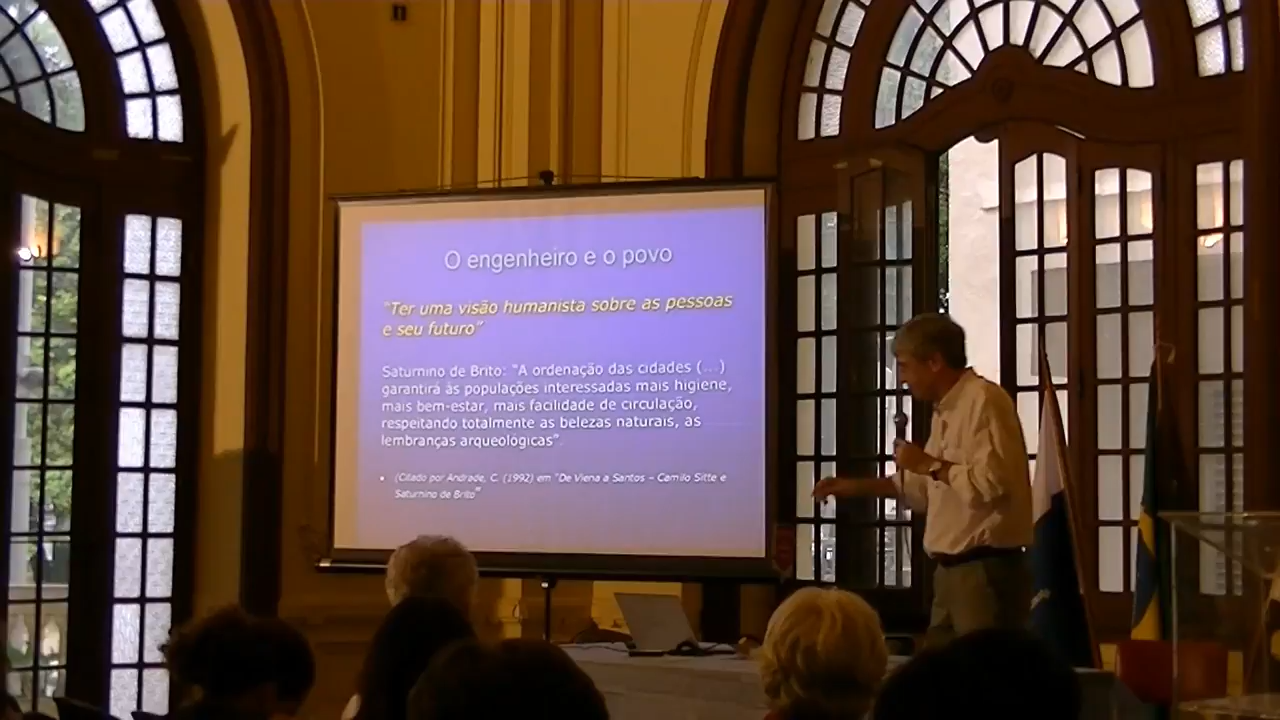 O engenheiro e o povo
"Ter uma visão humanista sobre as pessoas
e seu futuro"
Saturnino de Brito: "A ordenação das cidades (...)
garantirá às populações interessadas mais higiene,
mais bem-estar, mais facilidade de circulação,
respeitando totalmente as belezas naturais, as
lembranças arqueológicas".
• (Citado por Andrade, C. (1992) em "De Viena a Santos – Camilo Sitte e
Saturnino de Brito"